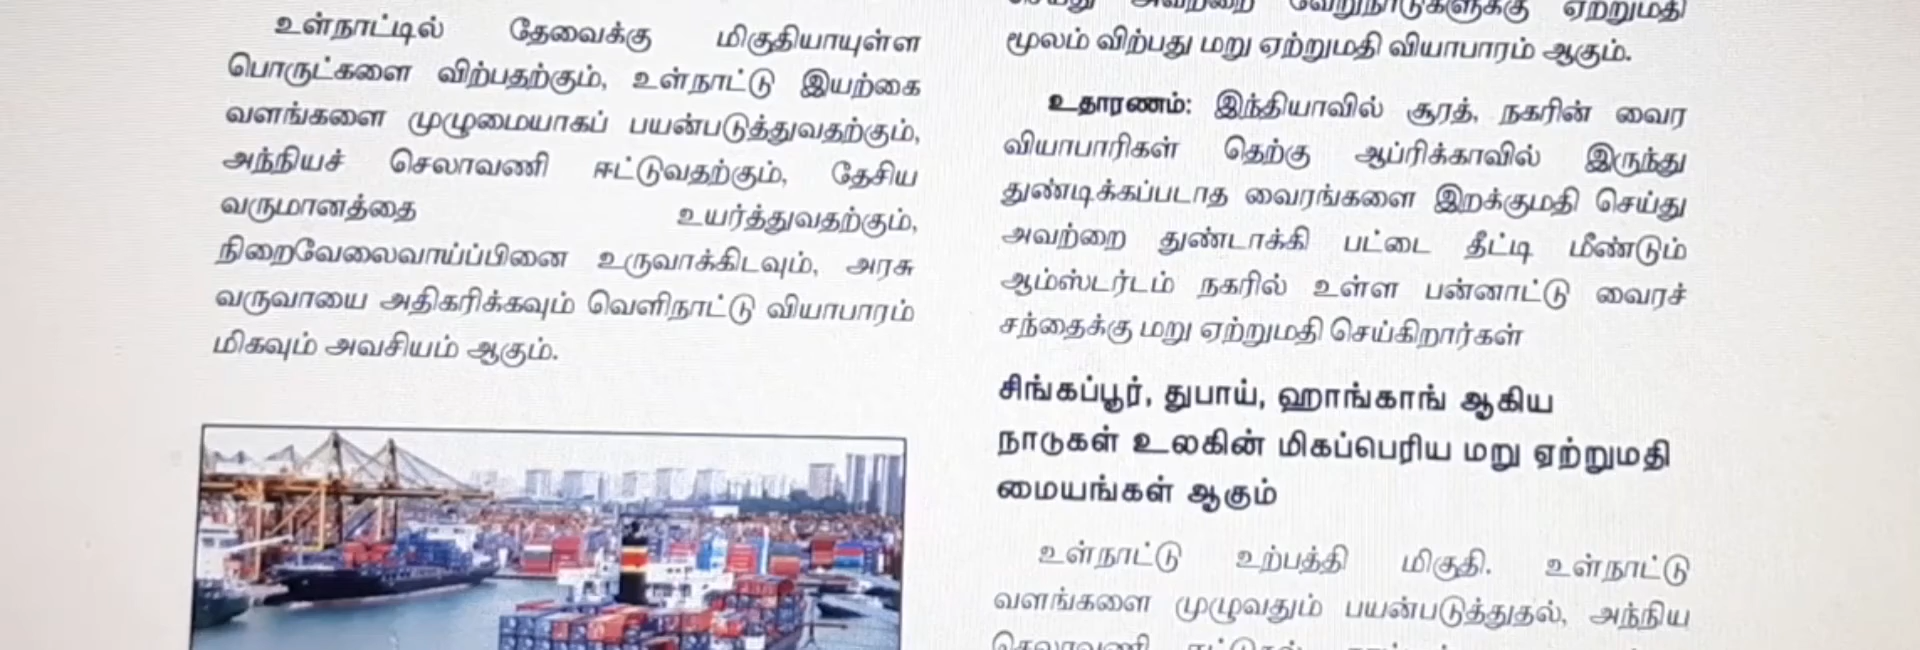 உள்நாட்டில் தேவைக்கு மிகுதியாயுள்ள
பொருட்களை விற்பதற்கும், உள்நாட்டு இயற்கை
வளங்களை முழுமையாகப் பயன்படுத்துவதற்கும்,
அந்நியச் செலாவணி ஈட்டுவதற்கும், தேசிய
வருமானத்தை உயர்த்துவதற்கும்,
நிறைவேலைவாய்ப்பினை உருவாக்கிடவும், அரசு
வருவாயை அதிகரிக்கவும் வெளிநாட்டு வியாபாரம்
மிகவும் அவசியம் ஆகும்.
செய்து அவற்றை வேறுநாடுகளுக்கு ஏற்றுமதி
மூலம் விற்பது மறு ஏற்றுமதி வியாபாரம் ஆகும்.
உதாரணம்: இந்தியாவில் சூரத், நகரின் வைர
வியாபாரிகள் தெற்கு ஆப்ரிக்காவில் இருந்து
துண்டிக்கப்படாத வைரங்களை இறக்குமதி செய்து
அவற்றை துண்டாக்கி பட்டை தீட்டி மீண்டும்
ஆம்ஸ்டர்டம் நகரில் உள்ள பன்னாட்டு வைரச்
சந்தைக்கு மறு ஏற்றுமதி செய்கிறார்கள்
சிங்கப்பூர், துபாய், ஹாங்காங் ஆகிய
நாடுகள் உலகின் மிகப்பெரிய மறு ஏற்றுமதி
மையங்கள் ஆகும்
உள்நாட்டு உற்பத்தி மிகுதி. உள்நாட்டு
வளங்களை முழுவதும் பயன்படுத்துதல், அந்நிய